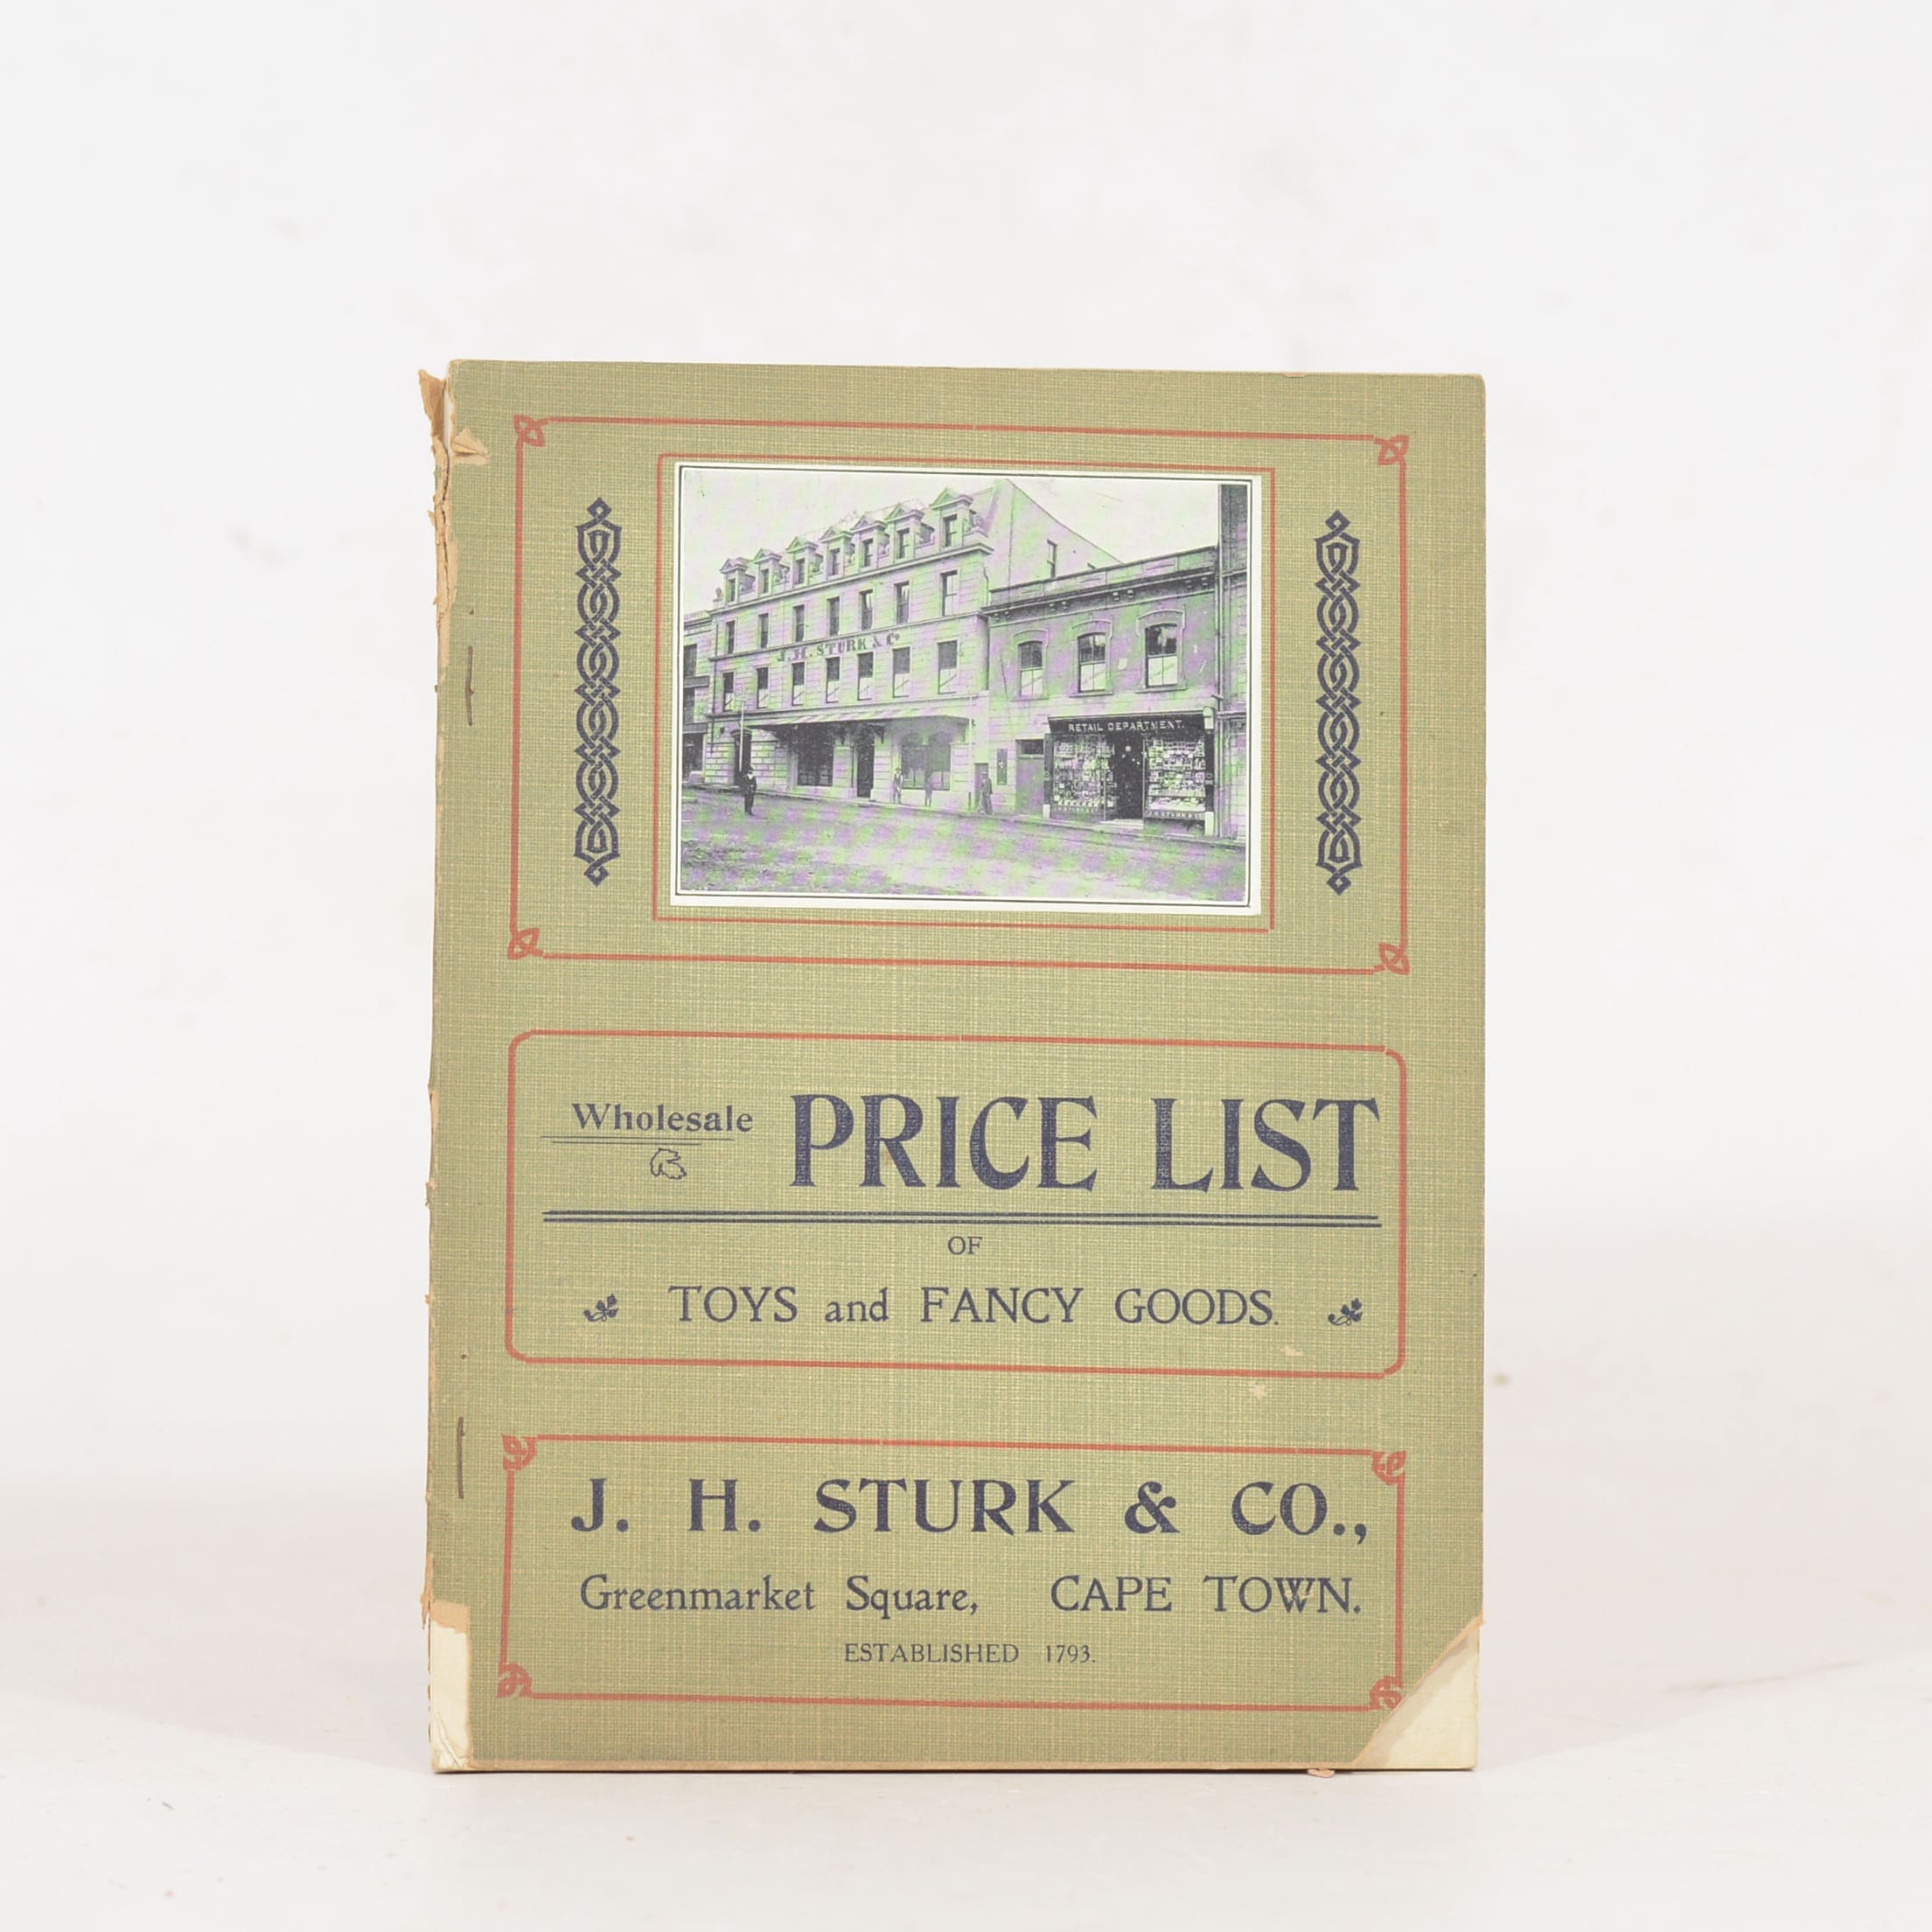 J. H. STURK & Co
RETAIL DEPARTMENT.
Wholesale PRICE LIST
OF
TOYS and FANCY GOODS.
J. H. STURK & CO.,
Greenmarket Square, CAPE TOWN.
ESTABLISHED 1793.